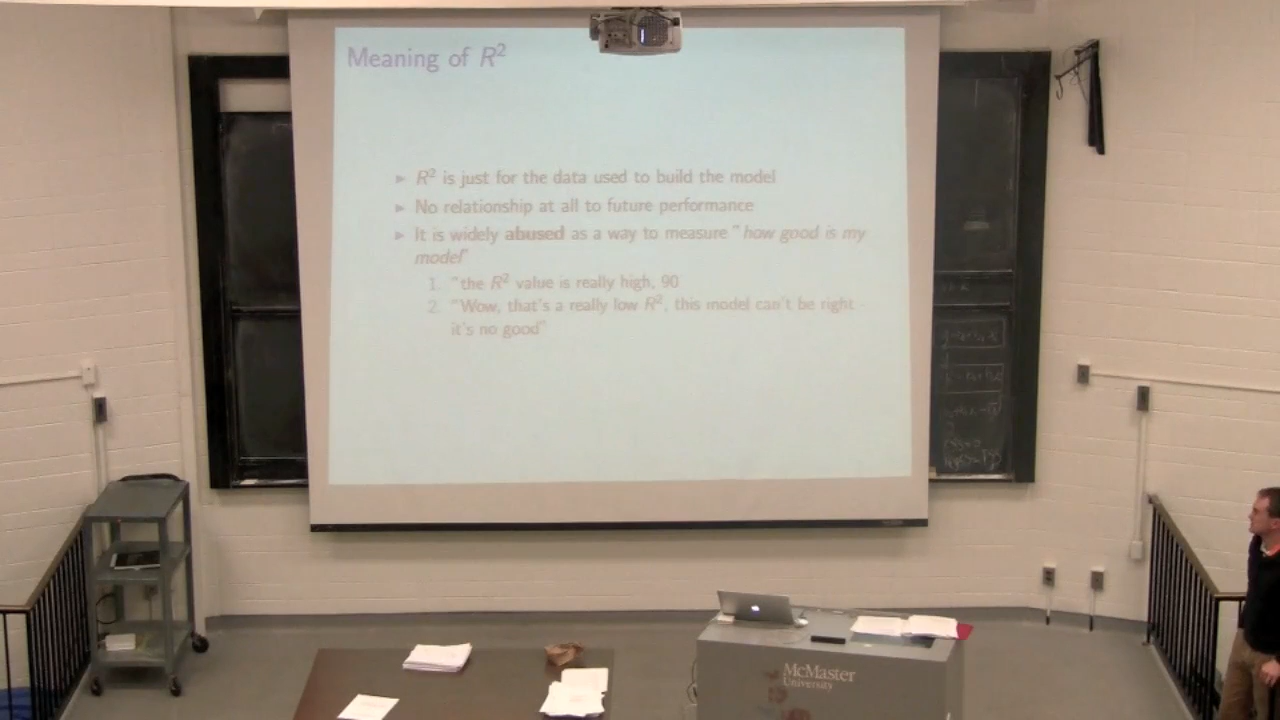 Meaning of R²
▸ R² is just for the data used to build the model
▸ No relationship at all to future performance
▸ It is widely abused as a way to measure "how good is my
model"
1. "the R² value is really high, 90
2. "Wow, that's a really low R², this model can't be right
it's no good"
McMaster
University